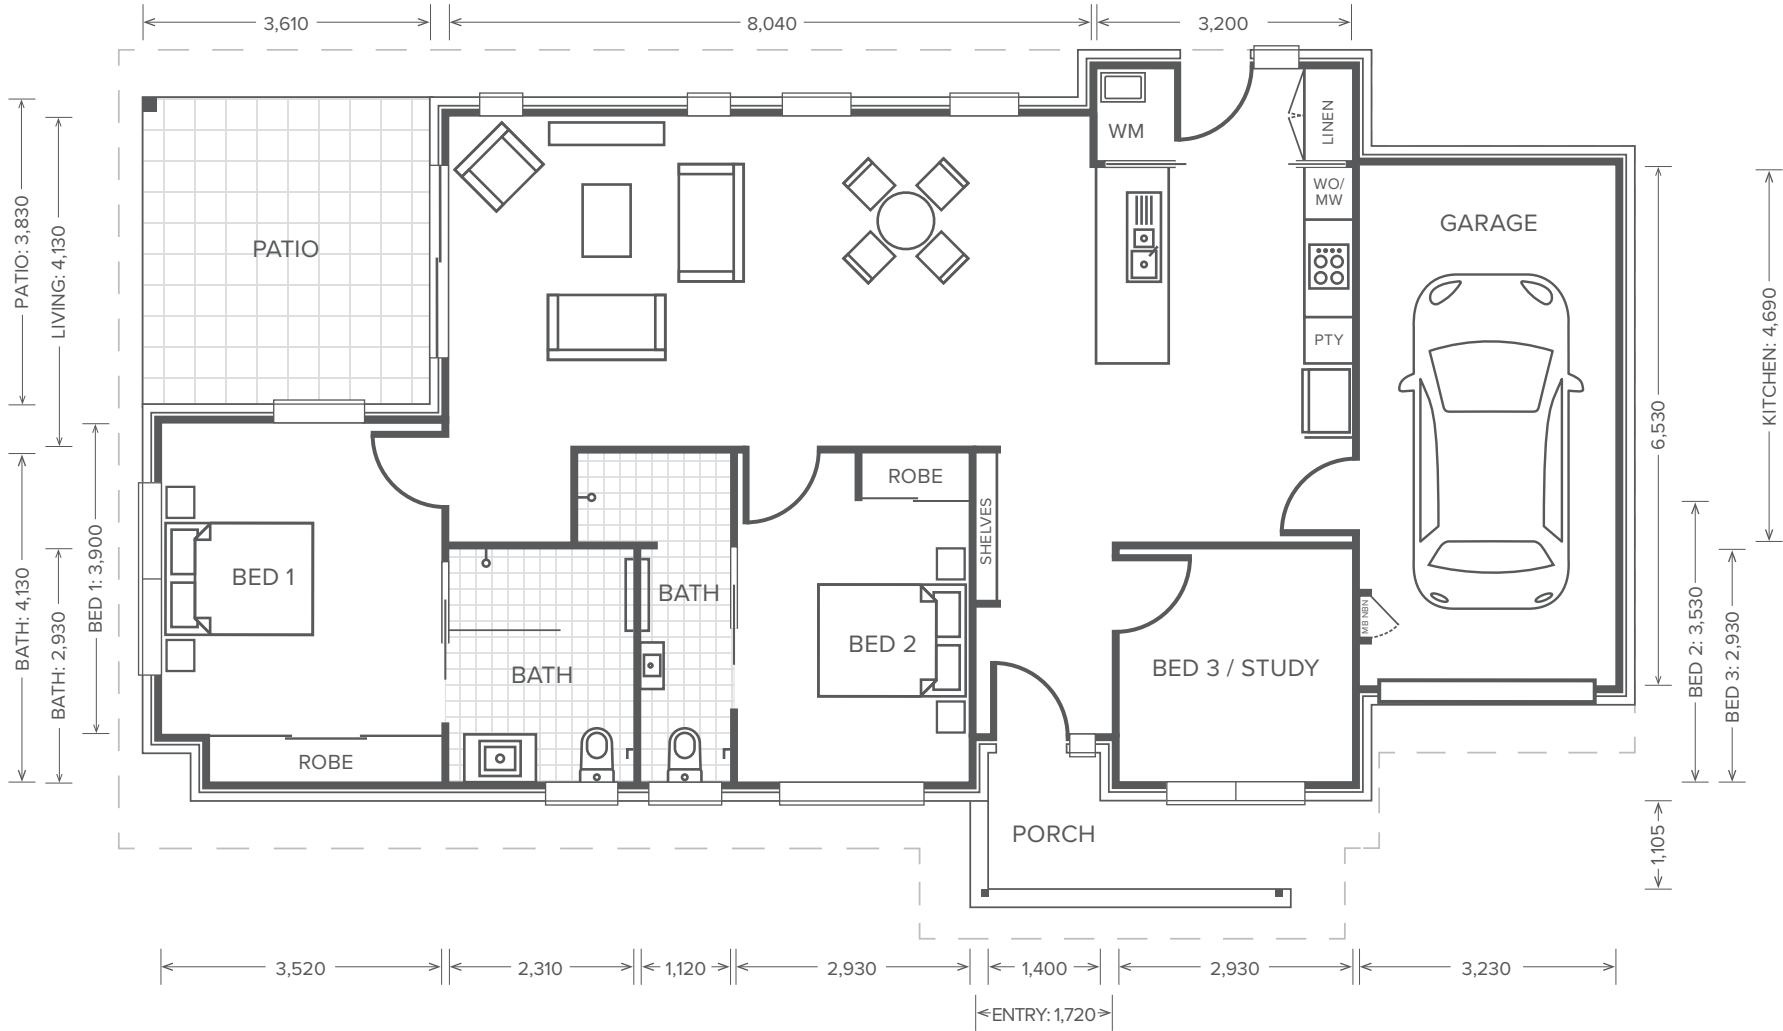 3,610
8,040
3,200
PATIO: 3,830
LIVING: 4,130
BATH: 4,130
BATH: 2,930
BED 1: 3,900
WM
LINEN
WO/
MW
PTY
GARAGE
PATIO
ROBE
SHELVES
BED 1
BATH
BATH
BED 2
MB NBN
BED 3 / STUDY
ROBE
PORCH
6,530
KITCHEN: 4,690
BED 2: 3,530
BED 3: 2,930
1,105
3,520
2,310
1,120
2,930
1,400
2,930
3,230
ENTRY: 1,720